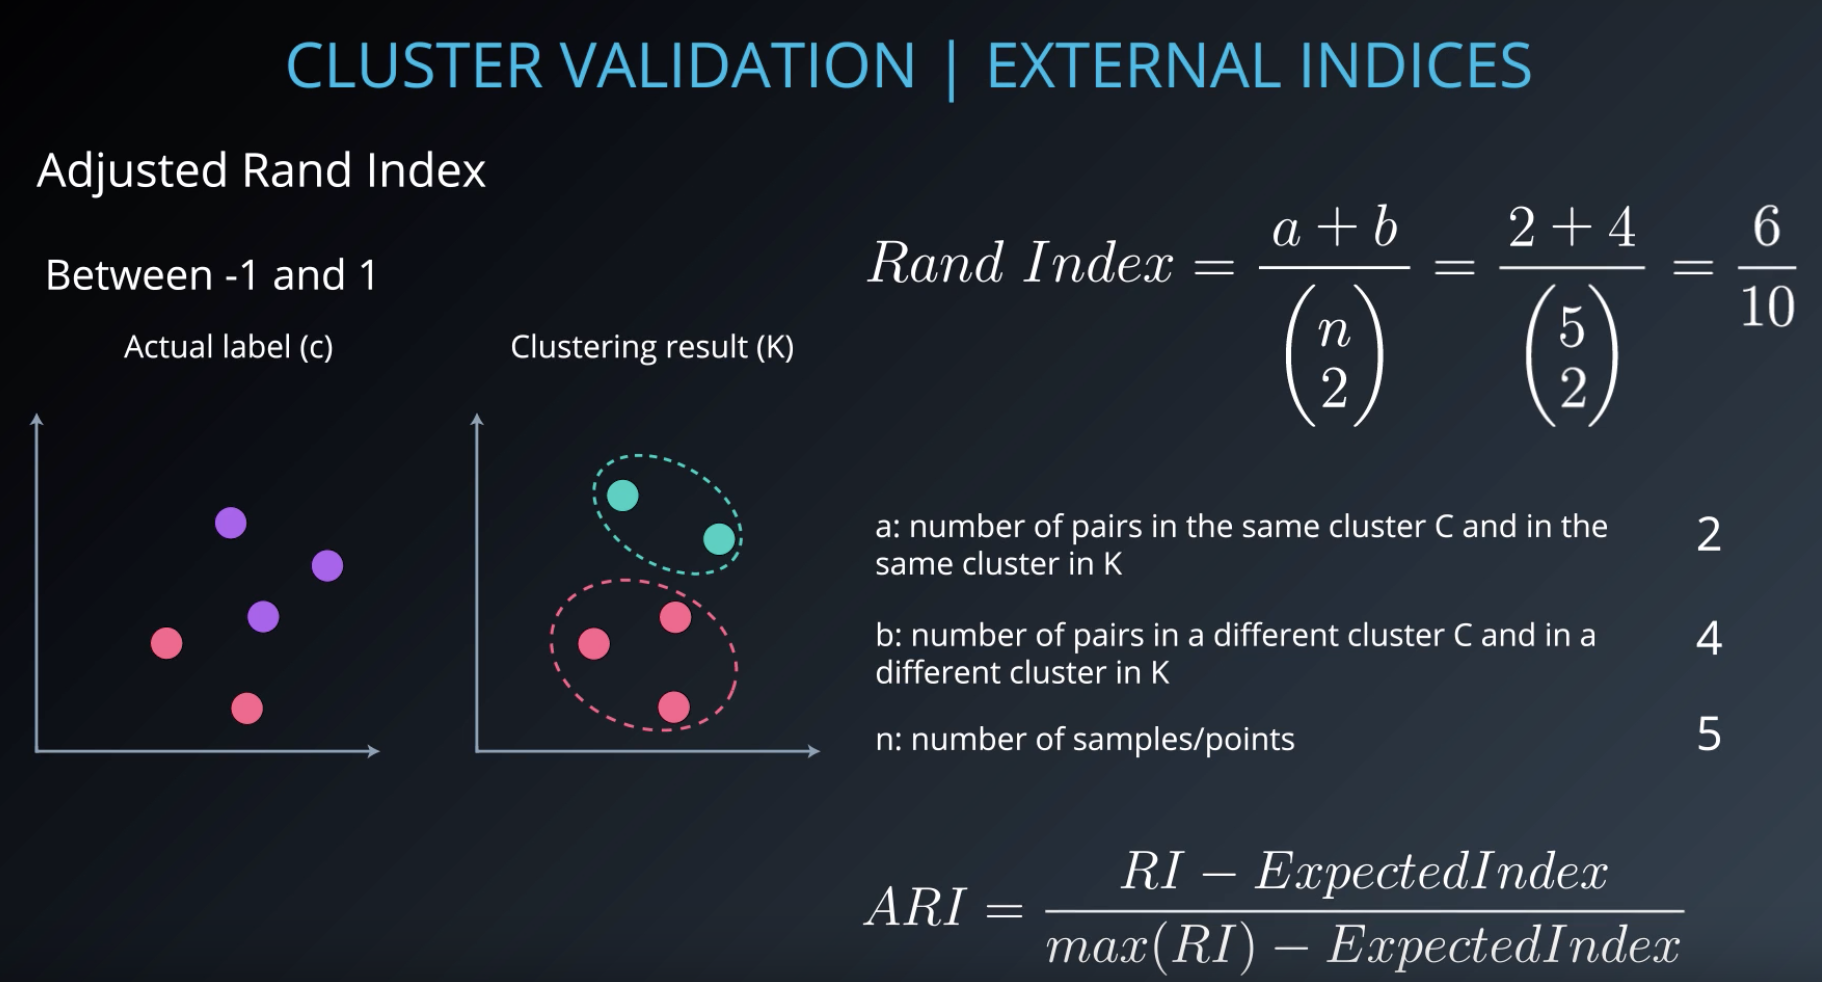 CLUSTER VALIDATION | EXTERNAL INDICES
Adjusted Rand Index
Between -1 and 1
Actual label (c)
Clustering result (K)
Rand Index = \frac{a + b}{\binom{n}{2}} = \frac{2 + 4}{\binom{5}{2}} = \frac{6}{10}
a: number of pairs in the same cluster C and in the
same cluster in K
2
b: number of pairs in a different cluster C and in a
different cluster in K
4
n: number of samples/points
5
ARI = \frac{RI - ExpectedIndex}{max(RI) - ExpectedIndex}